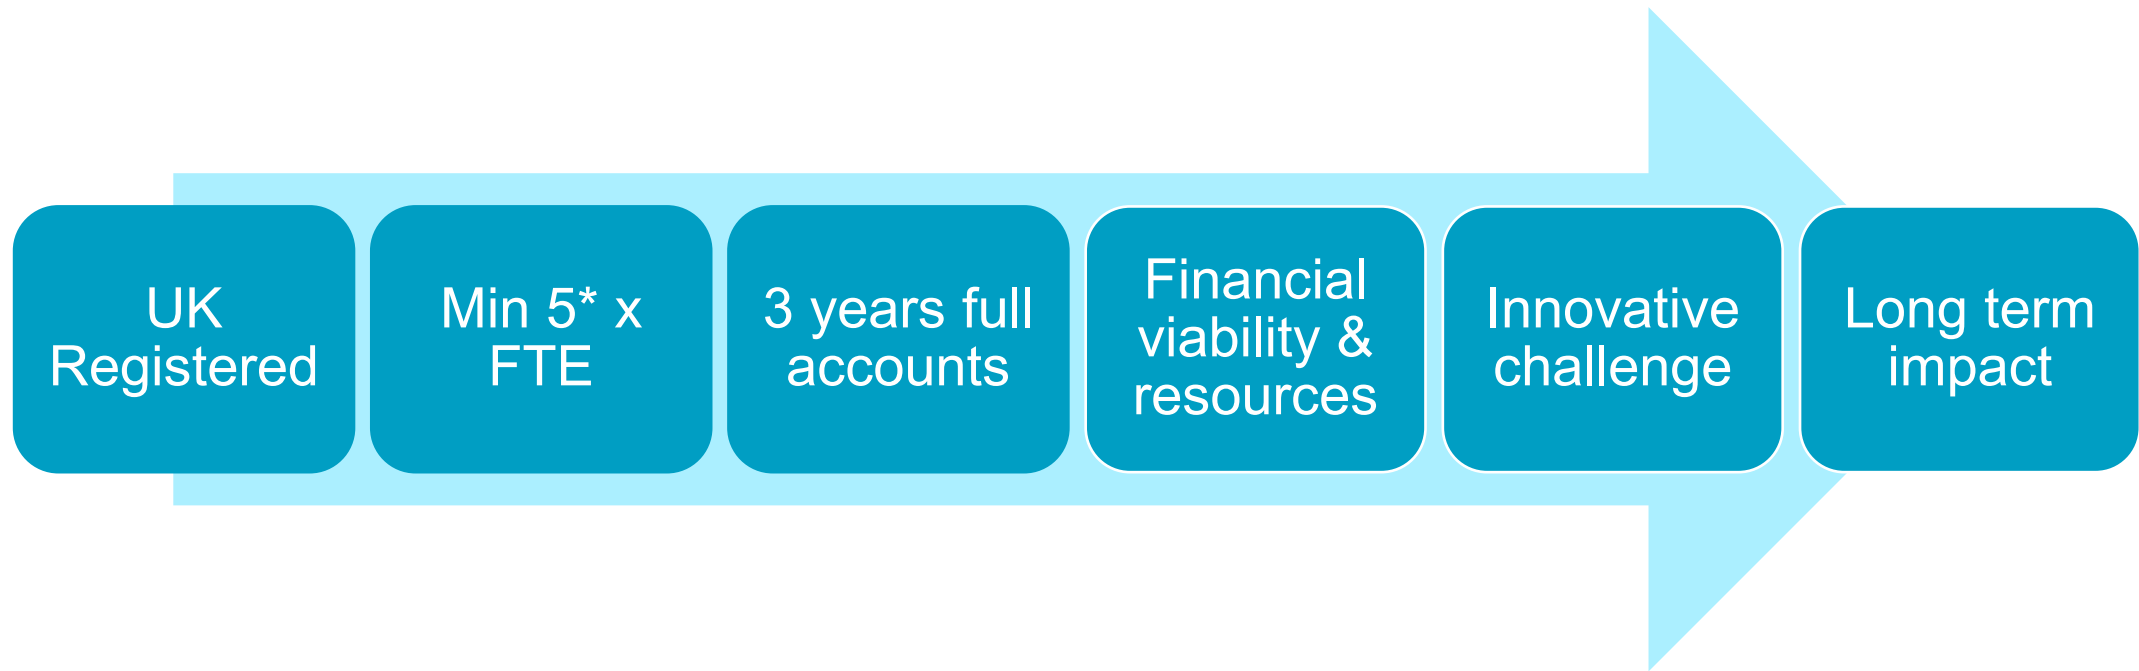 UK
Registered
Min 5* x
FTE
3 years full
accounts
Financial
viability &
resources
Innovative
challenge
Long term
impact